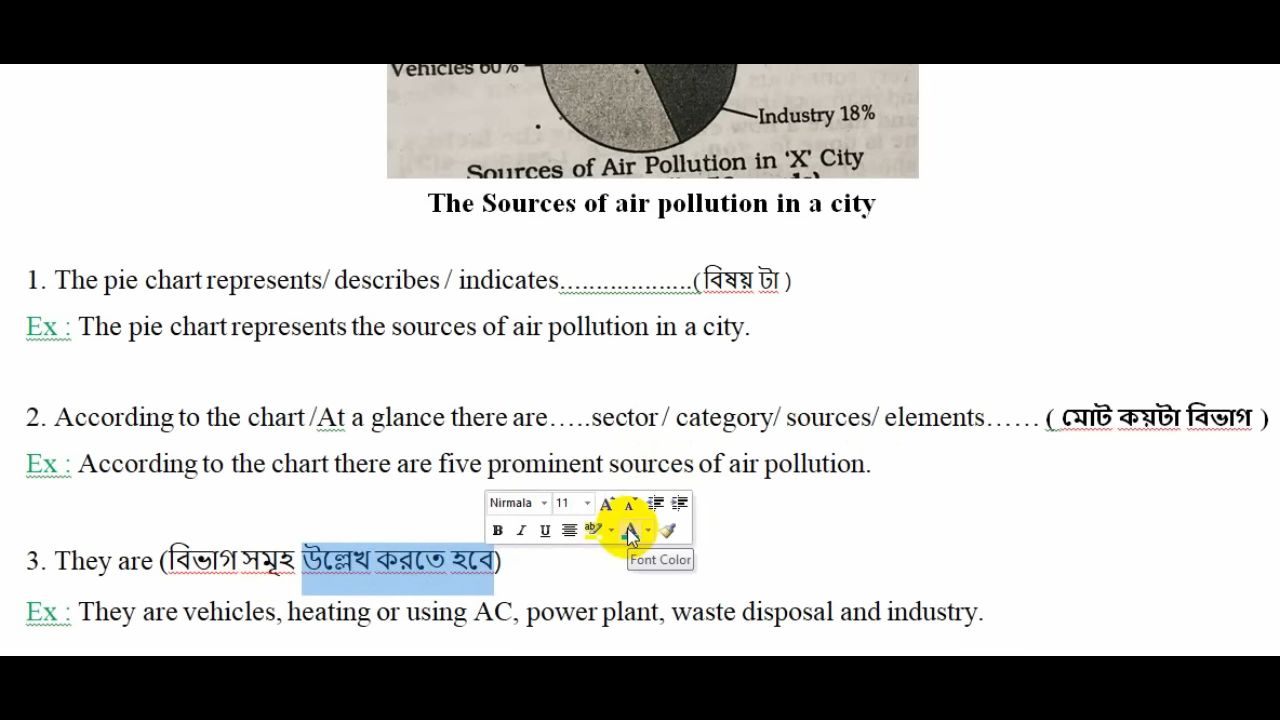 Vehicles 60%
Industry 18%
Sources of Air Pollution in 'X' City
The Sources of air pollution in a city
1. The pie chart represents/ describes / indicates..................(বিষয় টা )
Ex : The pie chart represents the sources of air pollution in a city.
2. According to the chart /At a glance there are…..sector / category/ sources/ elements…… ( মোট কয়টা বিভাগ )
Ex : According to the chart there are five prominent sources of air pollution.
Nirmala 11
B I U
Font Color
3. They are (বিভাগ সমূহ উল্লেখ করতে হবে)
Ex : They are vehicles, heating or using AC, power plant, waste disposal and industry.